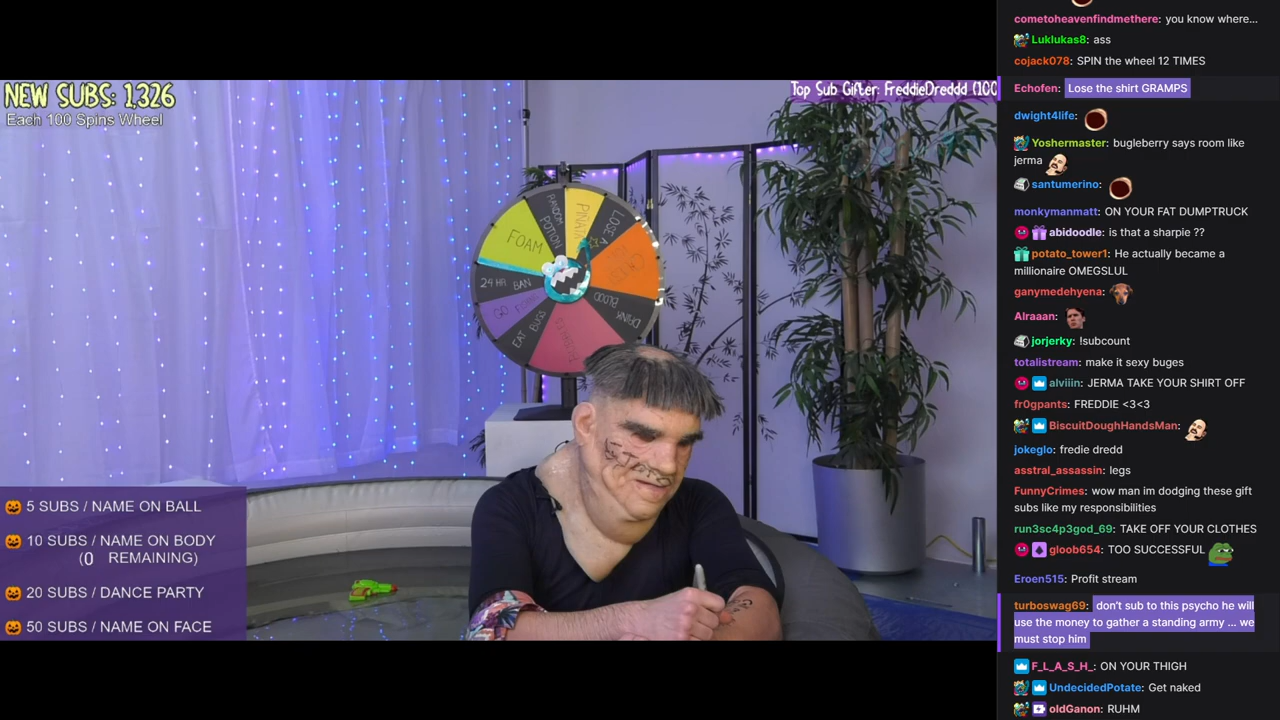 NEW SUBS: 1,326
Each 100 Spins Wheel
Top Sub Gifter: FreddieDreddd (100
FOAM
RANDOM POTION
PINATA
LOSE A
DRINK BLOOD
EAT BUGS
24 HR BAN
5 SUBS / NAME ON BALL
10 SUBS / NAME ON BODY
(0 REMAINING)
20 SUBS / DANCE PARTY
50 SUBS / NAME ON FACE
cometoheavenfindmethere: you know where...
Luklukas8: ass
cojack078: SPIN the wheel 12 TIMES
Echofen: Lose the shirt GRAMPS
dwight4life:
Yoshermaster: bugleberry says room like
jerma
santumerino:
monkymanmatt: ON YOUR FAT DUMPTRUCK
abidoodle: is that a sharpie ??
potato_tower1: He actually became a
millionaire OMEGSLUL
ganymedehyena:
Alraaan:
jorjerky: !subcount
totalistream: make it sexy buges
alviiin: JERMA TAKE YOUR SHIRT OFF
fr0gpants: FREDDIE <3<3
BiscuitDoughHandsMan:
jokeglo: fredie dredd
asstral_assassin: legs
FunnyCrimes: wow man im dodging these gift
subs like my responsibilities
run3sc4p3god_69: TAKE OFF YOUR CLOTHES
gloob654: TOO SUCCESSFUL
Eroen515: Profit stream
turboswag69: don't sub to this psycho he will
use the money to gather a standing army ... we
must stop him
F_L_A_S_H_: ON YOUR THIGH
UndecidedPotate: Get naked
oldGanon: RUHM